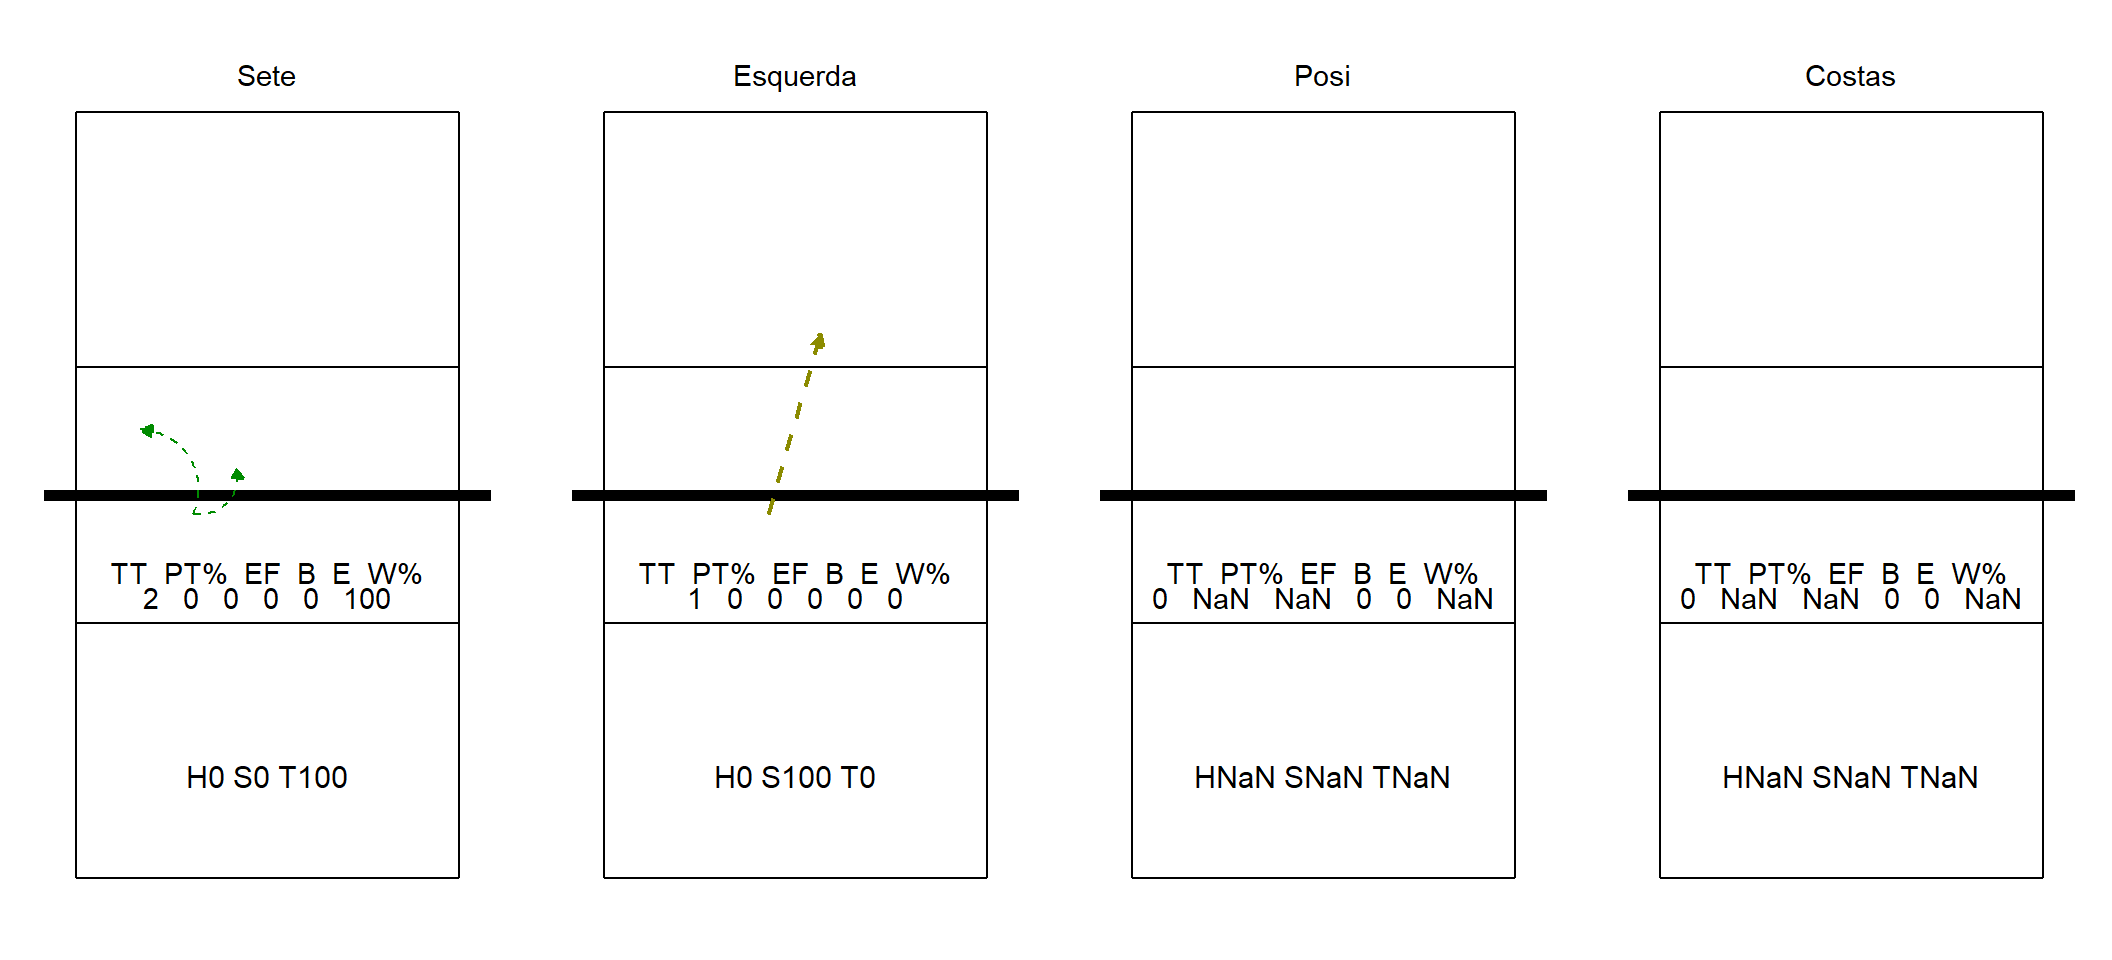 Sete
TT PT% EF B E W%
2 0 0 0 0 100
H0 S0 T100
Esquerda
TT PT% EF B E W%
1 0 0 0 0 0
H0 S100 T0
Posi
TT PT% EF B E W%
0 NaN NaN 0 0 NaN
HNaN SNaN TNaN
Costas
TT PT% EF B E W%
0 NaN NaN 0 0 NaN
HNaN SNaN TNaN